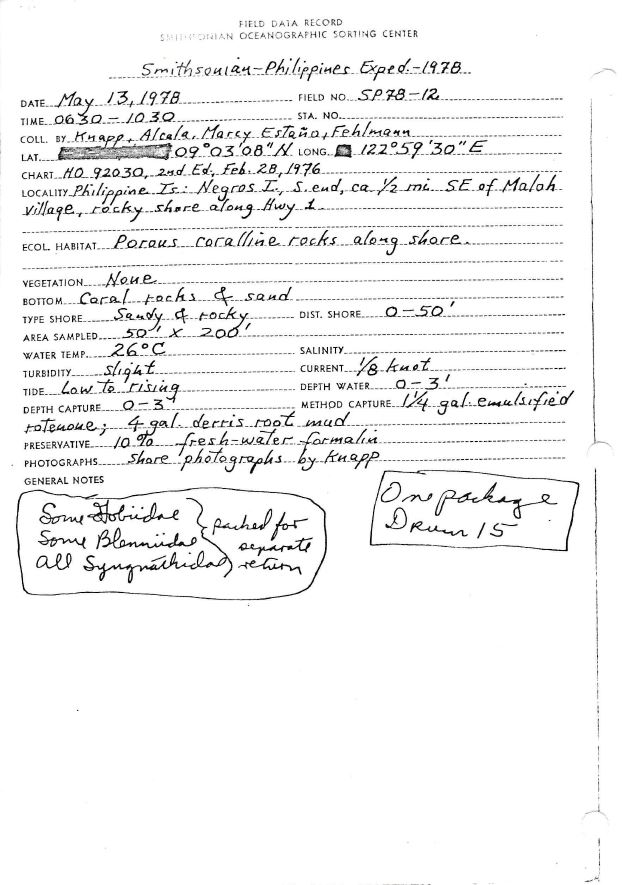 FIELD DATA RECORD
SMITHSONIAN OCEANOGRAPHIC SORTING CENTER
Smithsonian-Philippines Exped.-1978
DATE May 13, 1978 FIELD NO. SP78-12
TIME 0630-1030 STA. NO.
COLL. BY Knapp, Alcala, Marcy Estaño, Fehlmann
LAT. 09°03'08"N LONG. 122°59'30"E
CHART HO 92030, 2nd Ed, Feb. 28, 1976
LOCALITY Philippine Is: Negros I., S. end, ca ½ mi. SE of Maloh
village, rocky shore along Hwy 1
ECOL. HABITAT Porous coralline rocks along shore.
VEGETATION None
BOTTOM Coral rocks & sand
TYPE SHORE Sandy & rocky DIST. SHORE 0-50'
AREA SAMPLED 50' x 200'
WATER TEMP. 26°C SALINITY
TURBIDITY slight CURRENT ⅛ knot
TIDE Low to rising DEPTH WATER 0-3'
DEPTH CAPTURE 0-3' METHOD CAPTURE 1¼ gal. emulsified
rotenone; 4 gal. derris root mud
PRESERVATIVE 10% fresh-water formalin
PHOTOGRAPHS shore photographs by Knapp
GENERAL NOTES
Some Gobiidae
Some Blenniidae
all Syngnathidae
packed for
separate
return
One package
Drum 15